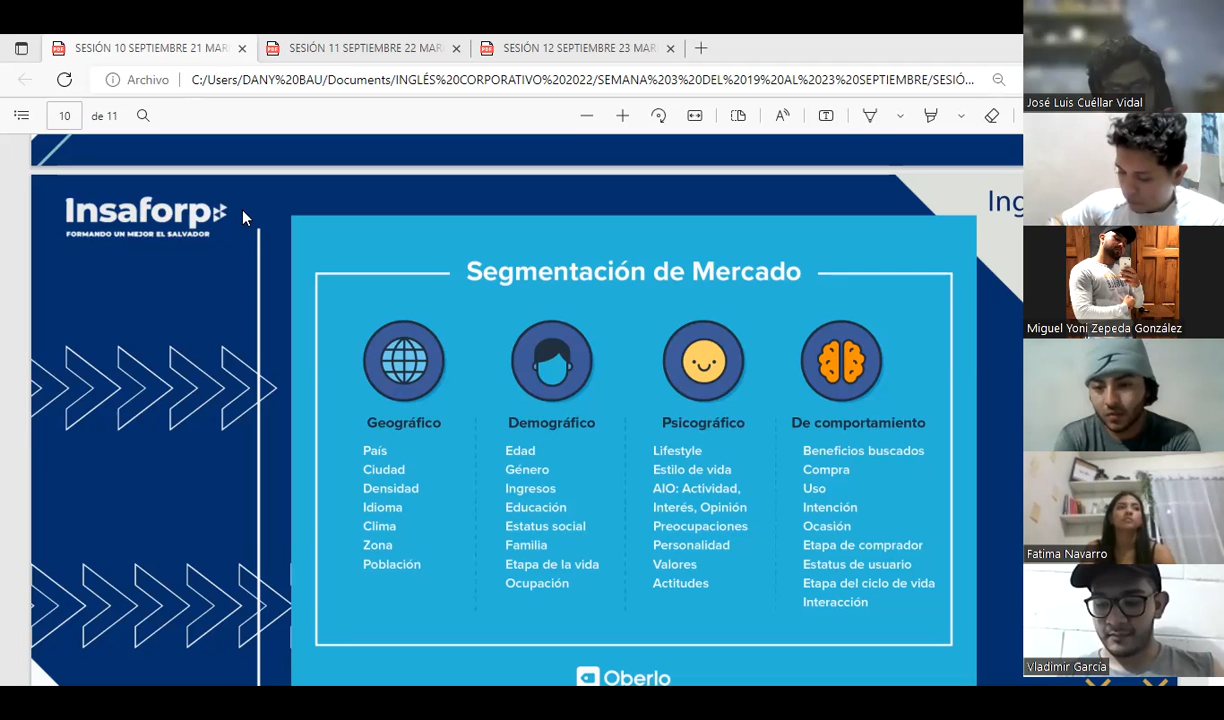 SESIÓN 10 SEPTIEMBRE 21 MAR
SESIÓN 11 SEPTIEMBRE 22 MAR
SESIÓN 12 SEPTIEMBRE 23 MAR
Archivo
C:/Users/DANY%20BAU/Documents/INGLÉS%20CORPORATIVO%202022/SEMANA%203%20DEL%2019%20AL%2023%20SEPTIEMBRE/SESIÓ...
10 de 11
Insaforp
FORMANDO UN MEJOR EL SALVADOR
Ing
Segmentación de Mercado
Geográfico
País
Ciudad
Densidad
Idioma
Clima
Zona
Población
Demográfico
Edad
Género
Ingresos
Educación
Estatus social
Familia
Etapa de la vida
Ocupación
Psicográfico
Lifestyle
Estilo de vida
AIO: Actividad,
Interés, Opinión
Preocupaciones
Personalidad
Valores
Actitudes
De comportamiento
Beneficios buscados
Compra
Uso
Intención
Ocasión
Etapa de comprador
Estatus de usuario
Etapa del ciclo de vida
Interacción
Oberlo
José Luis Cuéllar Vidal
Miguel Yoni Zepeda González
Fatima Navarro
Vladimir García